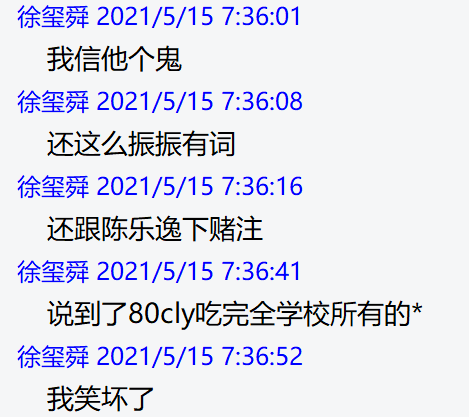 徐玺舜 2021/5/15 7:36:01
我信他个鬼
徐玺舜 2021/5/15 7:36:08
还这么振振有词
徐玺舜 2021/5/15 7:36:16
还跟陈乐逸下赌注
徐玺舜 2021/5/15 7:36:41
说到了80cly吃完全学校所有的*
徐玺舜 2021/5/15 7:36:52
我笑坏了